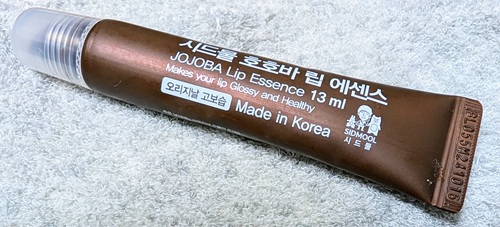 시드물 호호바 립 에센스
JOJOBA Lip Essence 13 ml
Makes your lip Glossy and Healthy
오리지날 고보습
Made in Korea
SIDMOOL
시드물